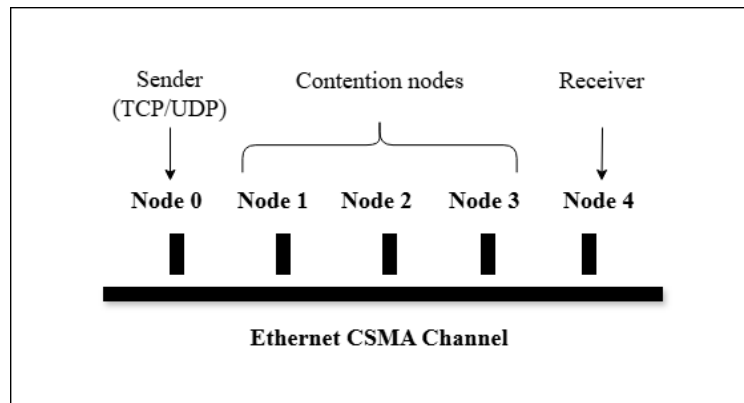 Sender
(TCP/UDP)
Contention nodes
Receiver
Node 0 Node 1 Node 2 Node 3 Node 4
Ethernet CSMA Channel